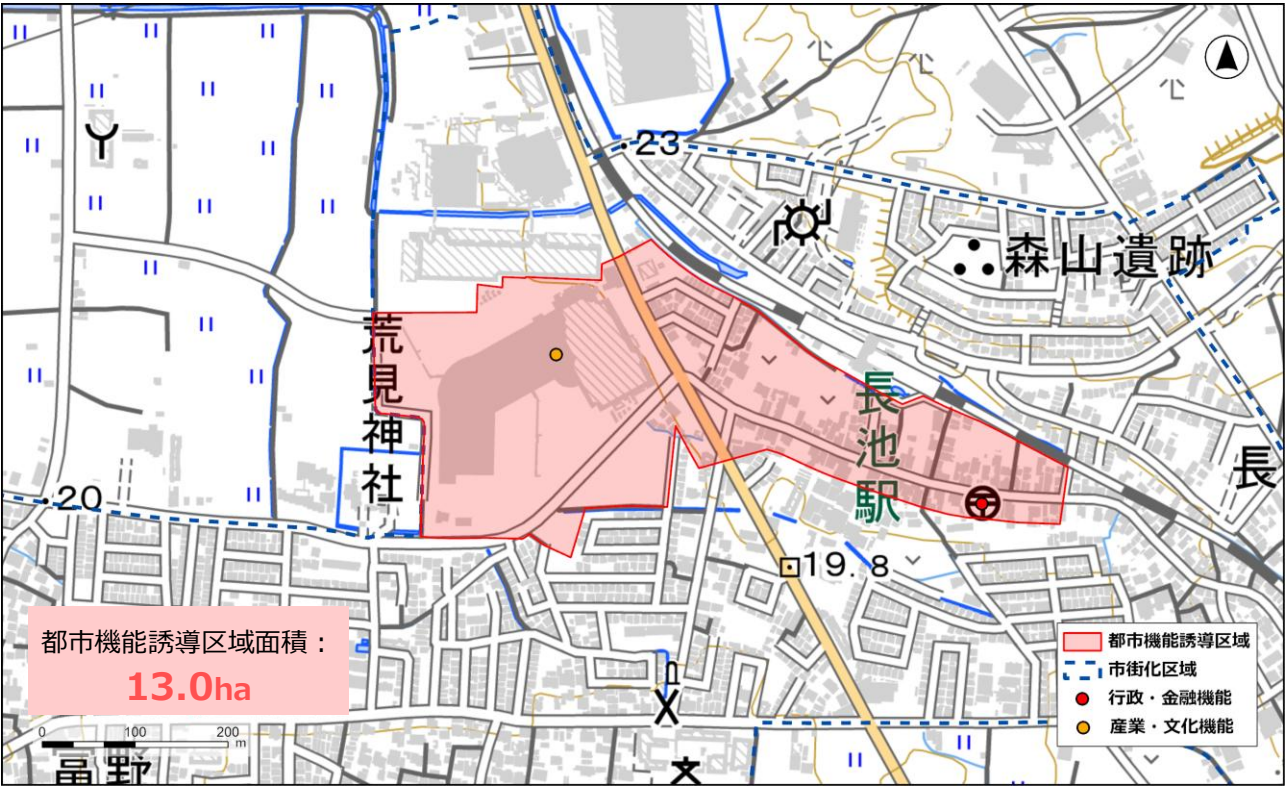 23
森山遺跡
荒見神社
長池駅
長
20
19.8
都市機能誘導区域面積：
13.0ha
都市機能誘導区域
市街化区域
行政・金融機能
産業・文化機能
0 100 200
m
富野